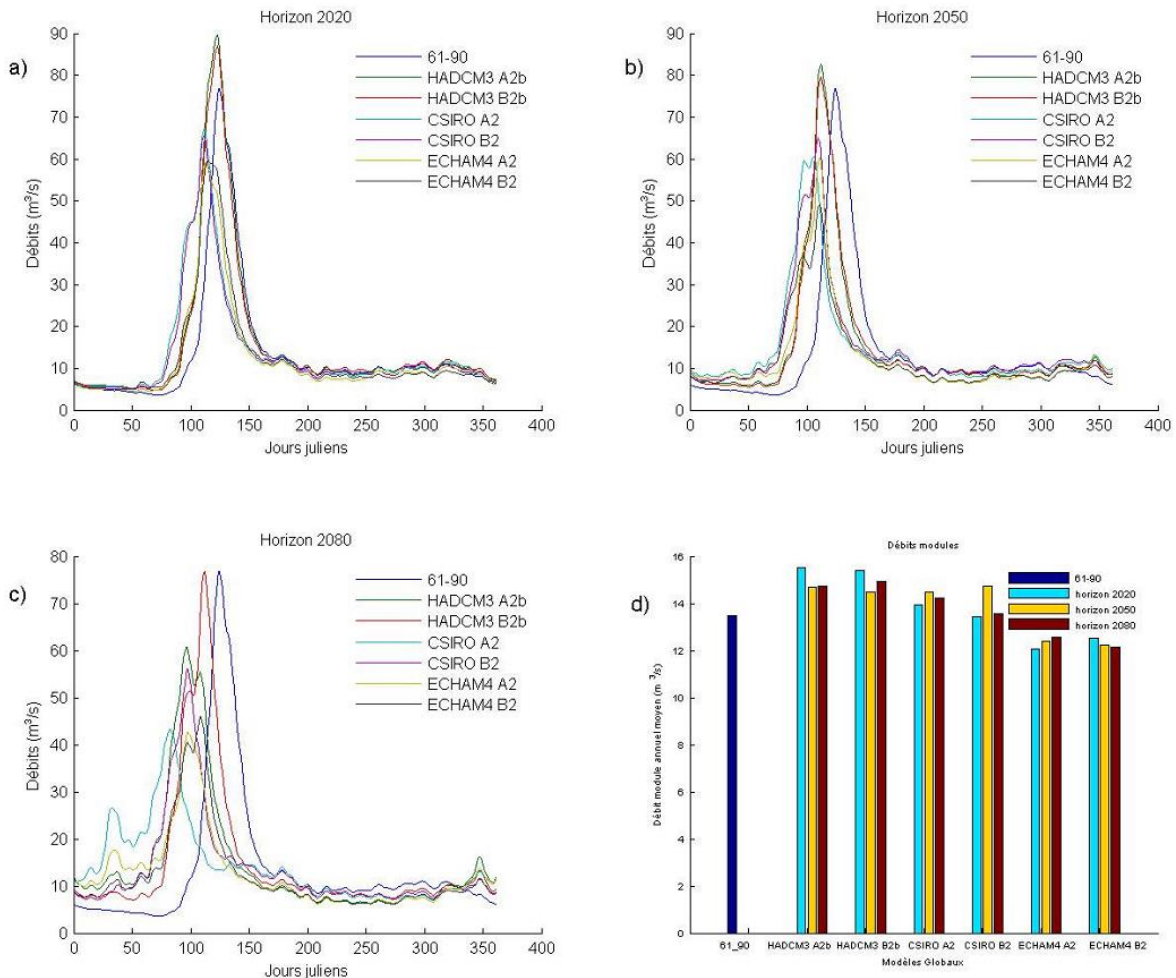 Horizon 2020
a)
90
80
70
60
50
40
30
20
10
0
Débits (m³/s)
61-90
HADCM3 A2b
HADCM3 B2b
CSIRO A2
CSIRO B2
ECHAM4 A2
ECHAM4 B2
0 50 100 150 200 250 300 350 400
Jours juliens
Horizon 2050
b)
90
80
70
60
50
40
30
20
10
0
Débits (m³/s)
61-90
HADCM3 A2b
HADCM3 B2b
CSIRO A2
CSIRO B2
ECHAM4 A2
ECHAM4 B2
0 50 100 150 200 250 300 350 400
Jours juliens
Horizon 2080
c)
80
70
60
50
40
30
20
10
0
Débits (m³/s)
61-90
HADCM3 A2b
HADCM3 B2b
CSIRO A2
CSIRO B2
ECHAM4 A2
ECHAM4 B2
0 50 100 150 200 250 300 350 400
Jours juliens
Débits modules
d)
16
14
12
10
8
6
4
2
0
Débit module annuel moyen (m³/s)
61-90
horizon 2020
horizon 2050
horizon 2080
61_90 HADCM3 A2b HADCM3 B2b CSIRO A2 CSIRO B2 ECHAM4 A2 ECHAM4 B2
Modèles Globaux